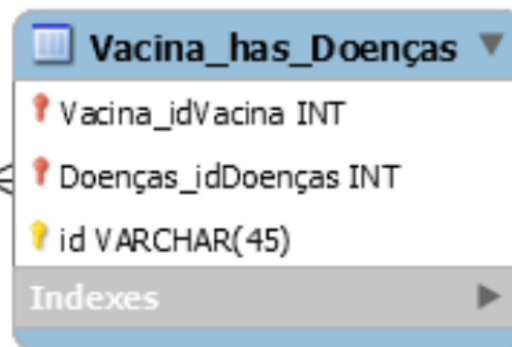 Vacina_has_Doenças
Vacina_idVacina INT
Doenças_idDoenças INT
id VARCHAR(45)
Indexes